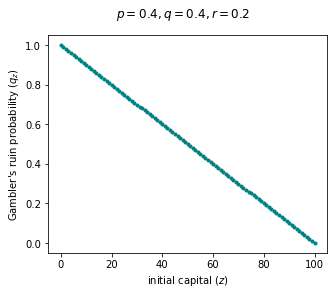 p = 0.4, q = 0.4, r = 0.2
1.0
0.8
0.6
0.4
0.2
0.0
Gambler's ruin probability (q_z)
0 20 40 60 80 100
initial capital (z)